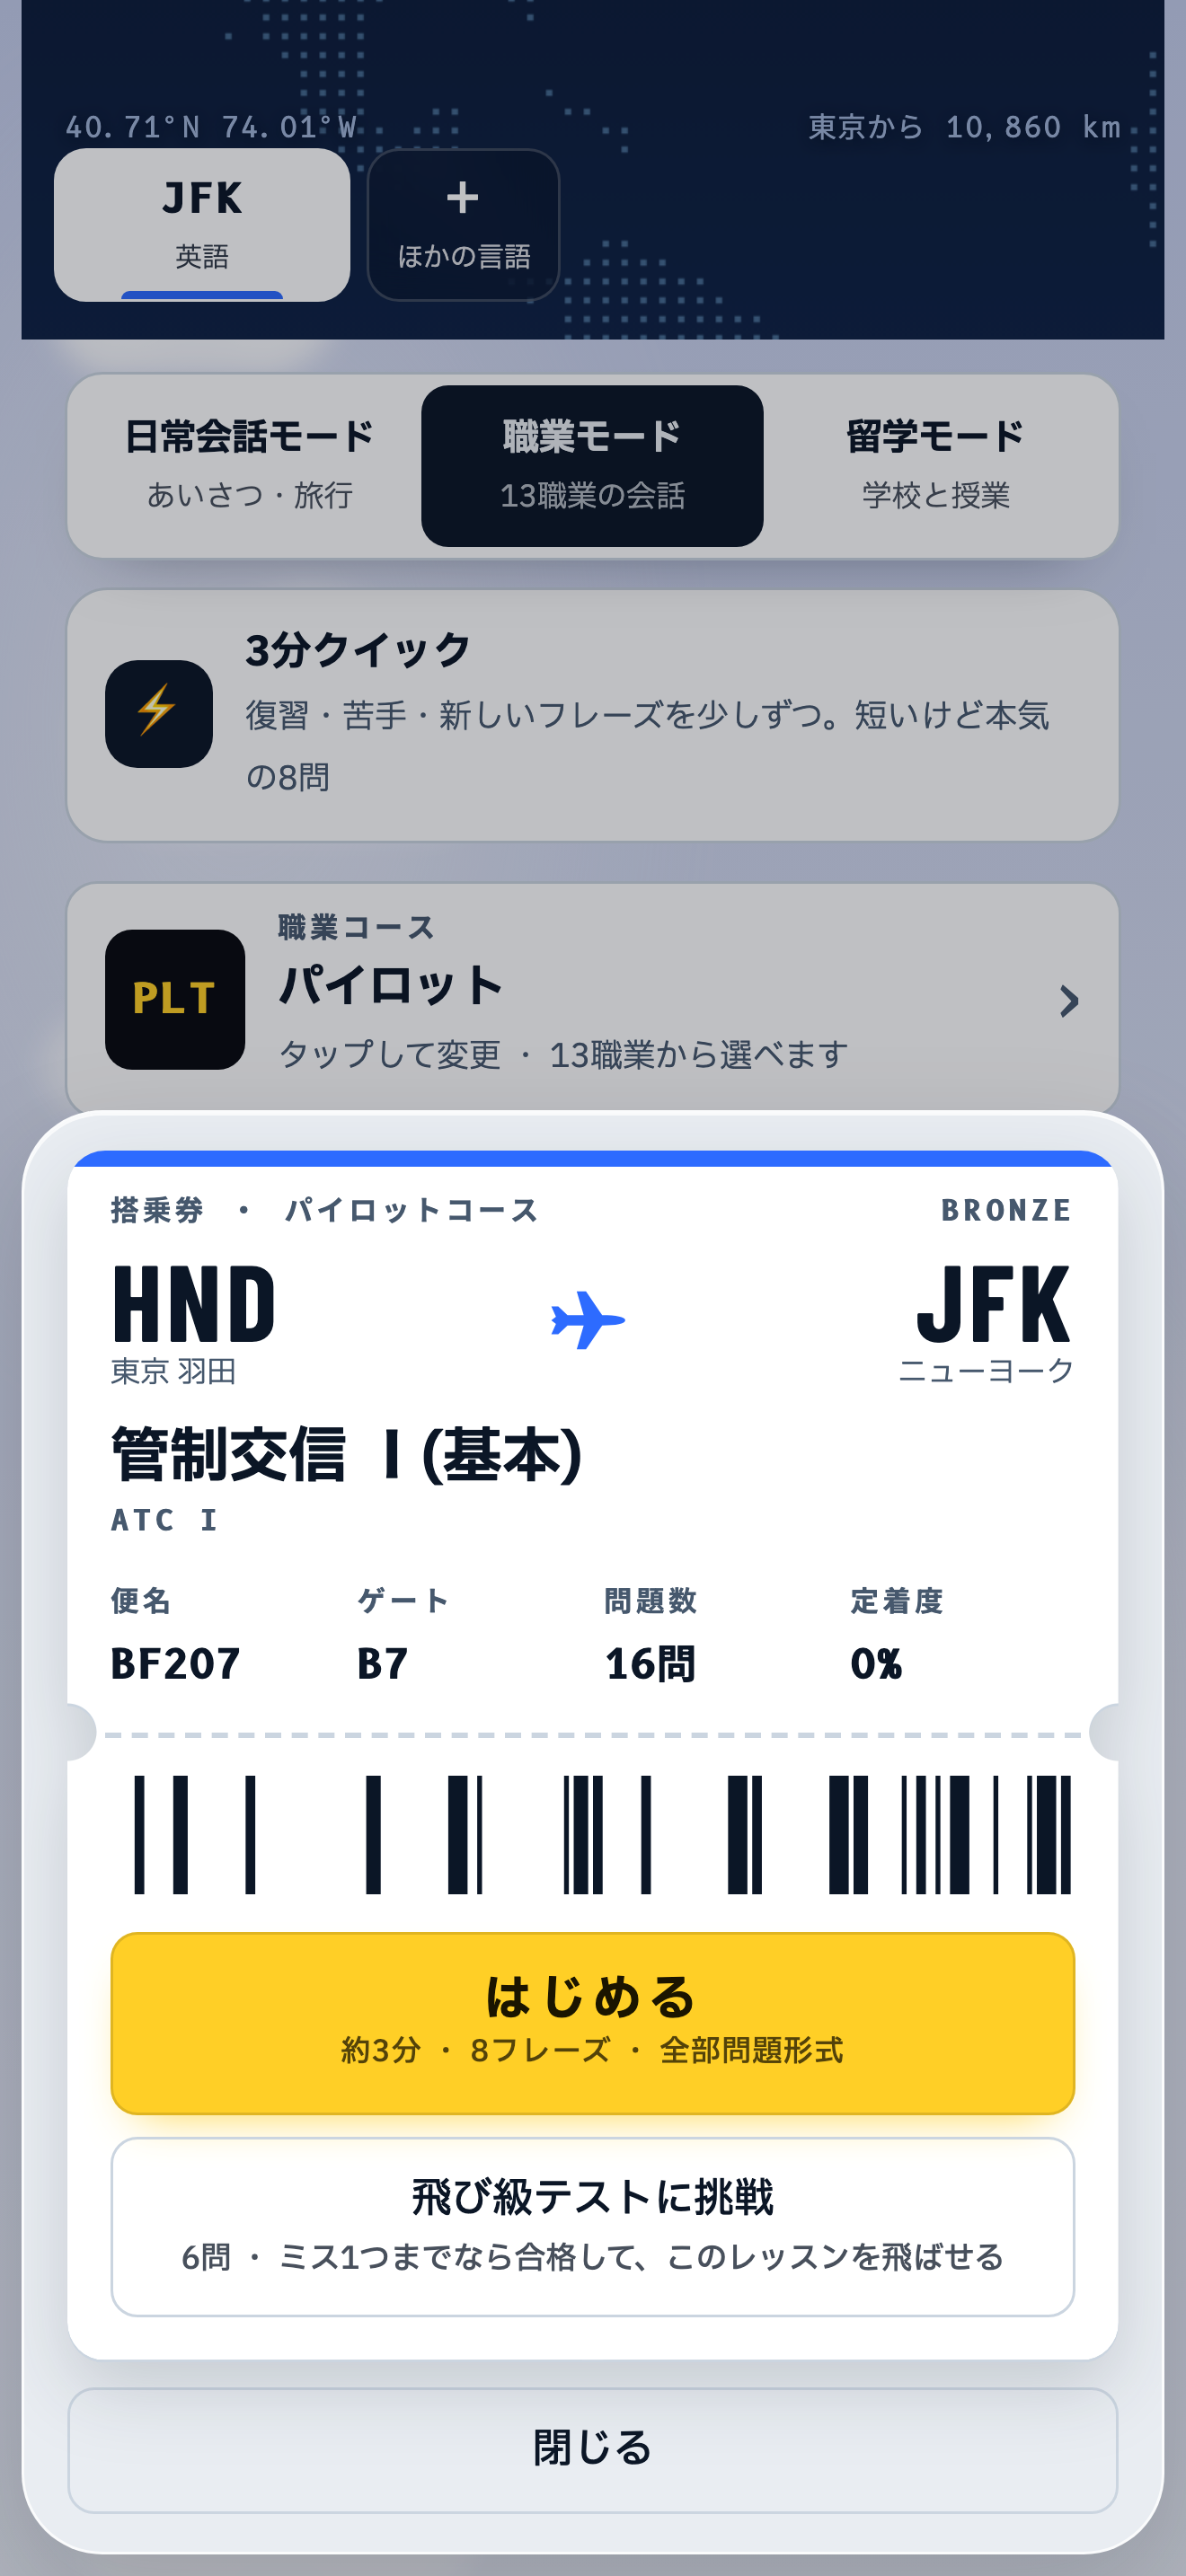 40.71°N 74.01°W
東京から 10,860 km
JFK
英語
+
ほかの言語
日常会話モード
あいさつ・旅行
職業モード
13職業の会話
留学モード
学校と授業
3分クイック
復習・苦手・新しいフレーズを少しずつ。短いけど本気
の8問
PLT
職業コース
パイロット
タップして変更 · 13職業から選べます
搭乗券 · パイロットコース
BRONZE
HND
JFK
東京 羽田
ニューヨーク
管制交信 Ⅰ(基本)
ATC I
便名
ゲート
問題数
定着度
BF207
B7
16問
0%
はじめる
約3分 · 8フレーズ · 全部問題形式
飛び級テストに挑戦
6問 · ミス1つまでなら合格して、このレッスンを飛ばせる
閉じる